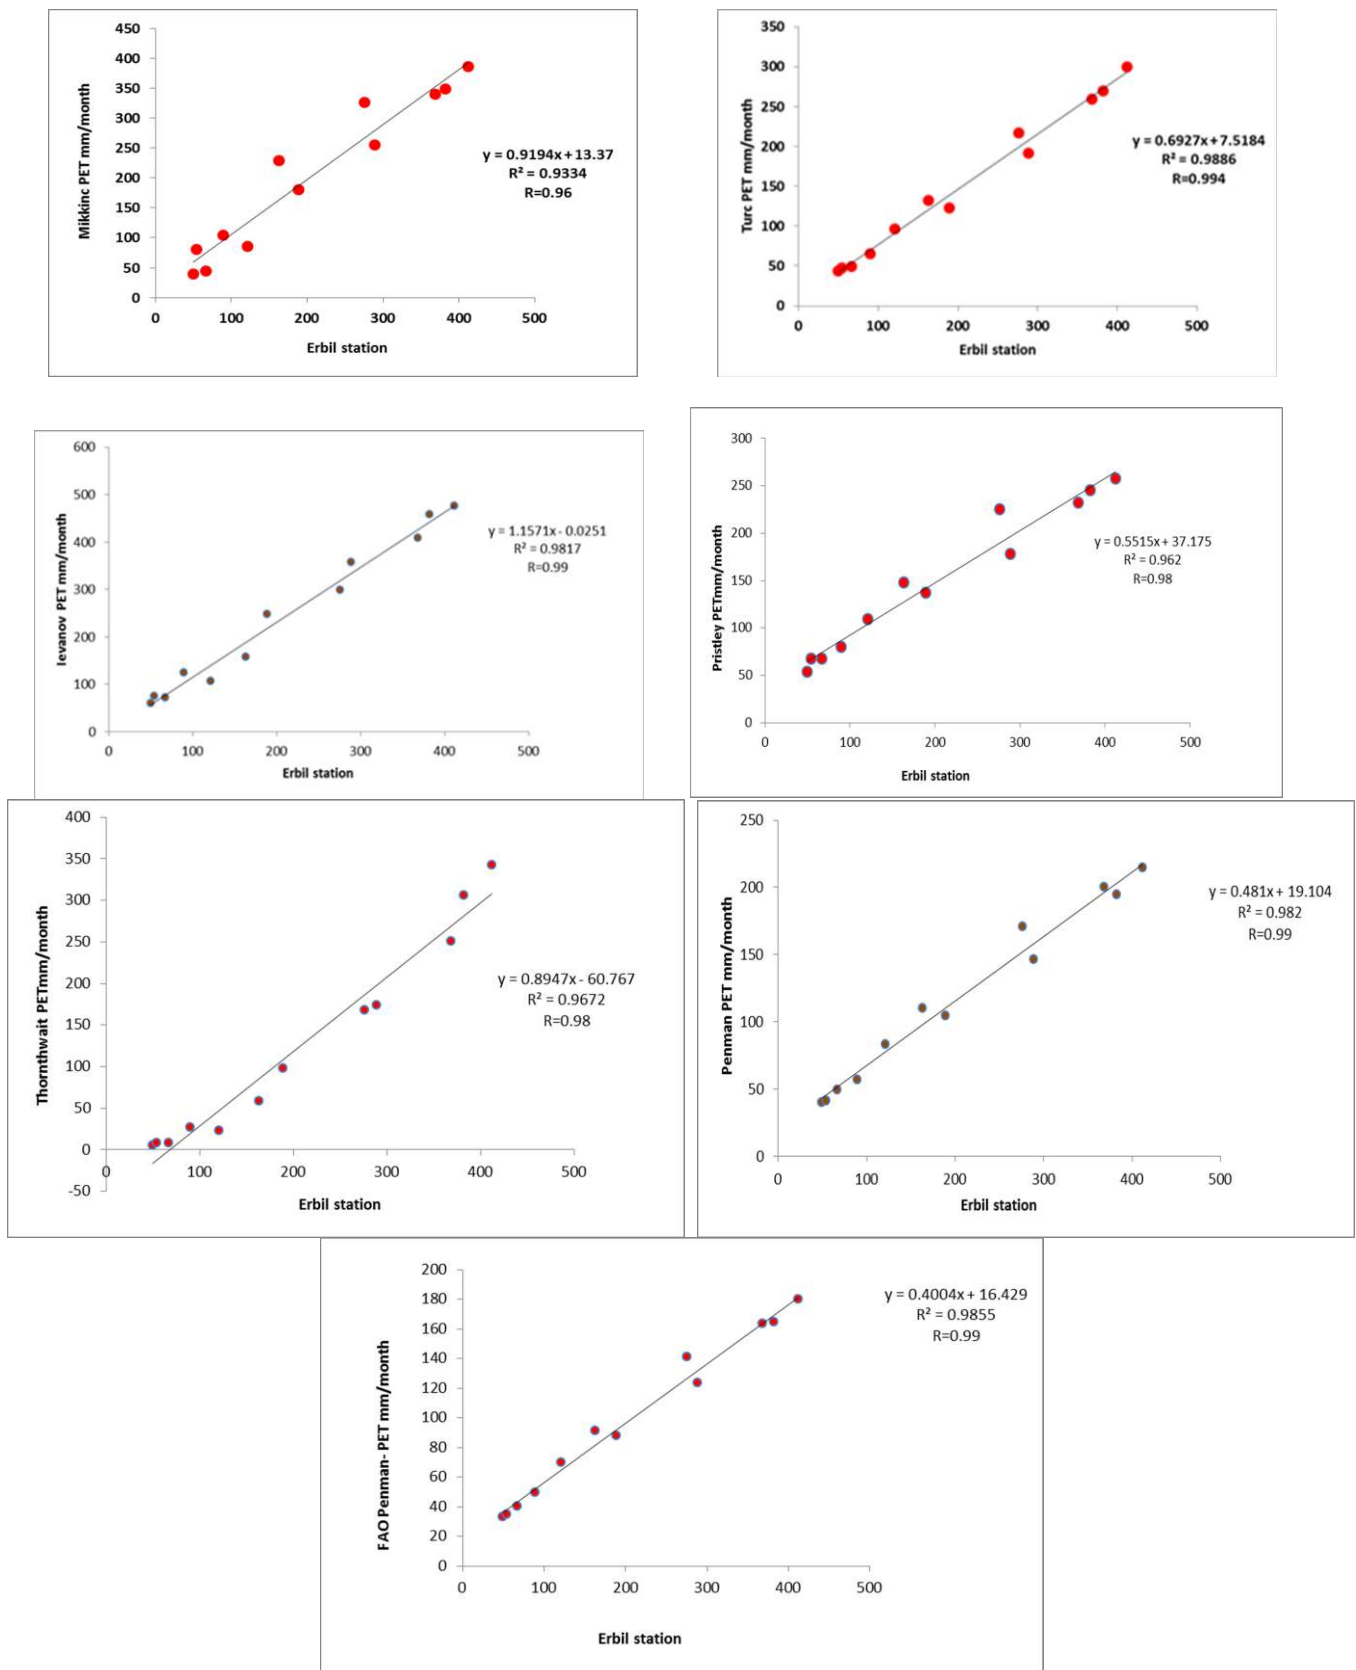 450
400
350
300
250
200
150
100
50
0
Mikkinc PET mm/month
y = 0.9194x + 13.37
R² = 0.9334
R=0.96
0 100 200 300 400 500
Erbil station
350
300
250
200
150
100
50
0
Turc PET mm/month
y = 0.6927x + 7.5184
R² = 0.9886
R=0.994
0 100 200 300 400 500
Erbil station
600
500
400
300
200
100
0
Ievanov PET mm/month
y = 1.1571x - 0.0251
R² = 0.9817
R=0.99
0 100 200 300 400 500
Erbil station
300
250
200
150
100
50
0
Pristley PETmm/month
y = 0.5515x + 37.175
R² = 0.962
R=0.98
0 100 200 300 400 500
Erbil station
400
350
300
250
200
150
100
50
0
-50
Thornthwait PETmm/month
y = 0.8947x - 60.767
R² = 0.9672
R=0.98
0 100 200 300 400 500
Erbil station
250
200
150
100
50
0
Penman PET mm/month
y = 0.481x + 19.104
R² = 0.982
R=0.99
0 100 200 300 400 500
Erbil station
200
180
160
140
120
100
80
60
40
20
0
FAO Penman- PET mm/month
y = 0.4004x + 16.429
R² = 0.9855
R=0.99
0 100 200 300 400 500
Erbil station